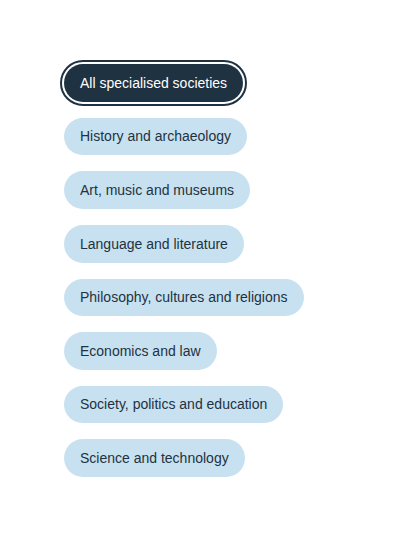 All specialised societies
History and archaeology
Art, music and museums
Language and literature
Philosophy, cultures and religions
Economics and law
Society, politics and education
Science and technology